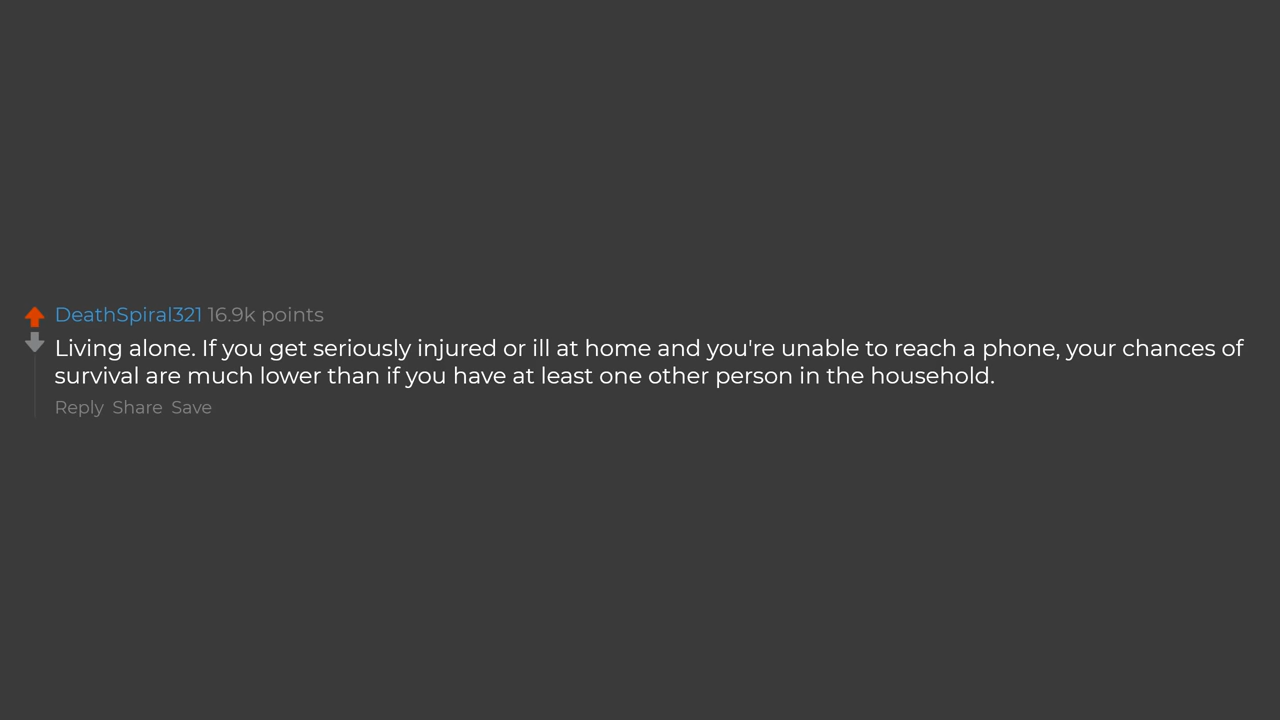 DeathSpiral321 16.9k points
Living alone. If you get seriously injured or ill at home and you're unable to reach a phone, your chances of
survival are much lower than if you have at least one other person in the household.
Reply Share Save